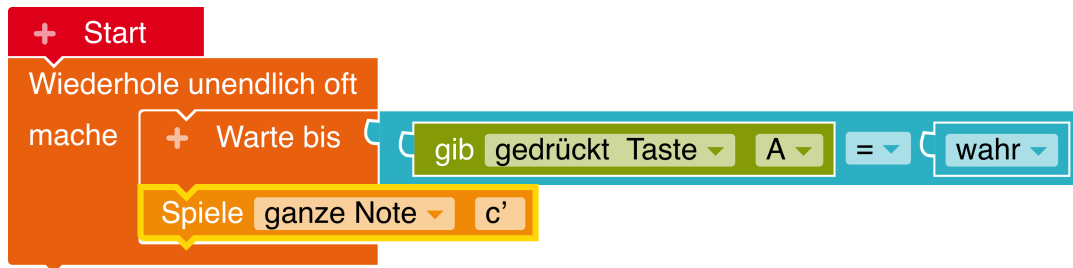 + Start
Wiederhole unendlich oft
mache + Warte bis gib gedrückt Taste A = wahr
Spiele ganze Note c’